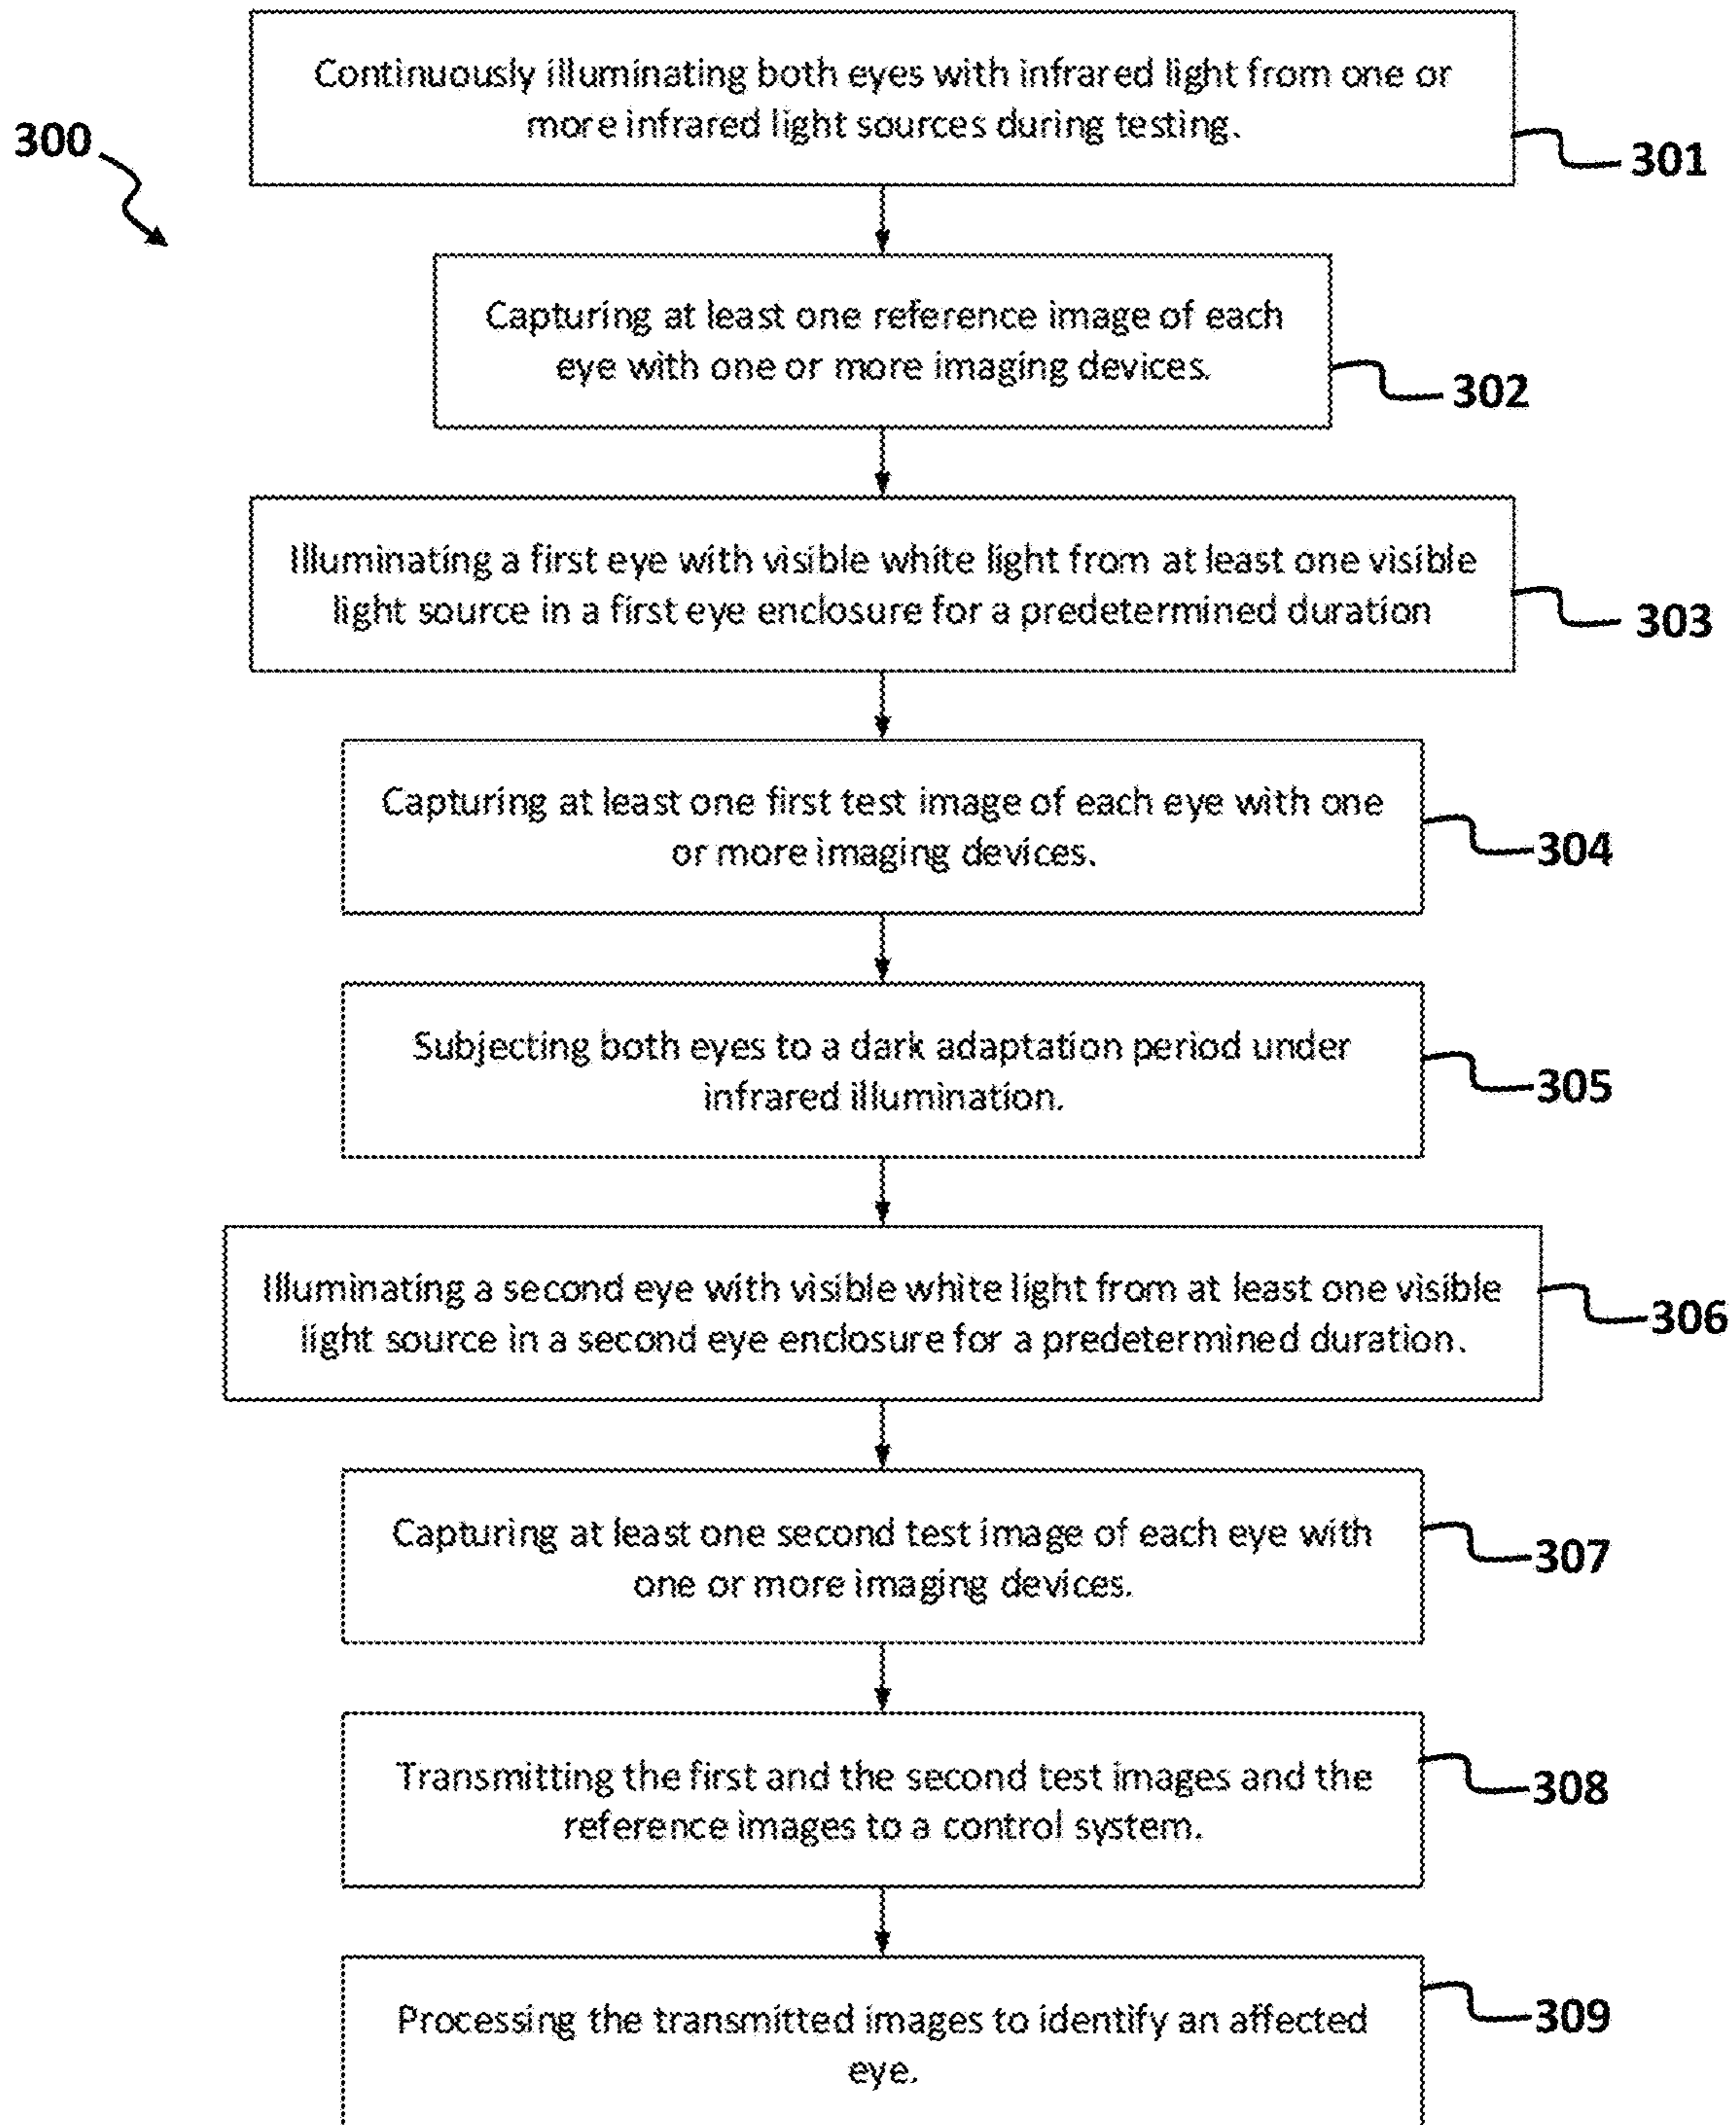 Continuously illuminating both eyes with infrared light from one or
more infrared light sources during testing.
300
301
Capturing at least one reference image of each
eye with one or more imaging devices.
302
Illuminating a first eye with visible white light from at least one visible
light source in a first eye enclosure for a predetermined duration
303
Capturing at least one first test image of each eye with one
or more imaging devices.
304
Subjecting both eyes to a dark adaptation period under
infrared illumination.
305
Illuminating a second eye with visible white light from at least one visible
light source in a second eye enclosure for a predetermined duration.
306
Capturing at least one second test image of each eye with
one or more imaging devices.
307
Transmitting the first and the second test images and the
reference images to a control system.
308
Processing the transmitted images to identify an affected
eye.
309